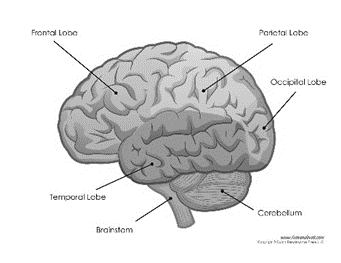 Frontal Lobe
Parietal Lobe
Occipital Lobe
Temporal Lobe
Brainstem
Cerebellum